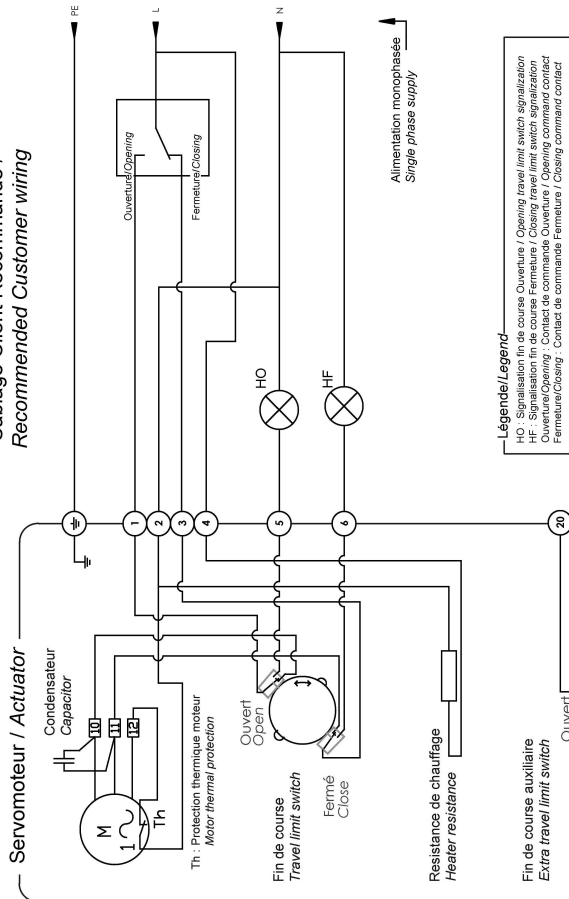 Recommended Customer wiring
Servomoteur / Actuator
Condensateur
Capacitor
10
11
12
M
1
Th
Th : Protection thermique moteur
Motor thermal protection
Fin de course
Travel limit switch
Ouvert
Open
Fermé
Close
Resistance de chauffage
Heater resistance
Fin de course auxiliaire
Extra travel limit switch
Ouvert
1
2
3
4
5
6
20
PE
L
N
Ouverture/Opening
Fermeture/Closing
HO
HF
Alimentation monophasée
Single phase supply
Légende/Legend
HO : Signalisation fin de course Ouverture / Opening travel limit switch signalization
HF : Signalisation fin de course Fermeture / Closing travel limit switch signalization
Ouverture/Opening : Contact de commande Ouverture / Opening command contact
Fermeture/Closing : Contact de commande Fermeture / Closing command contact